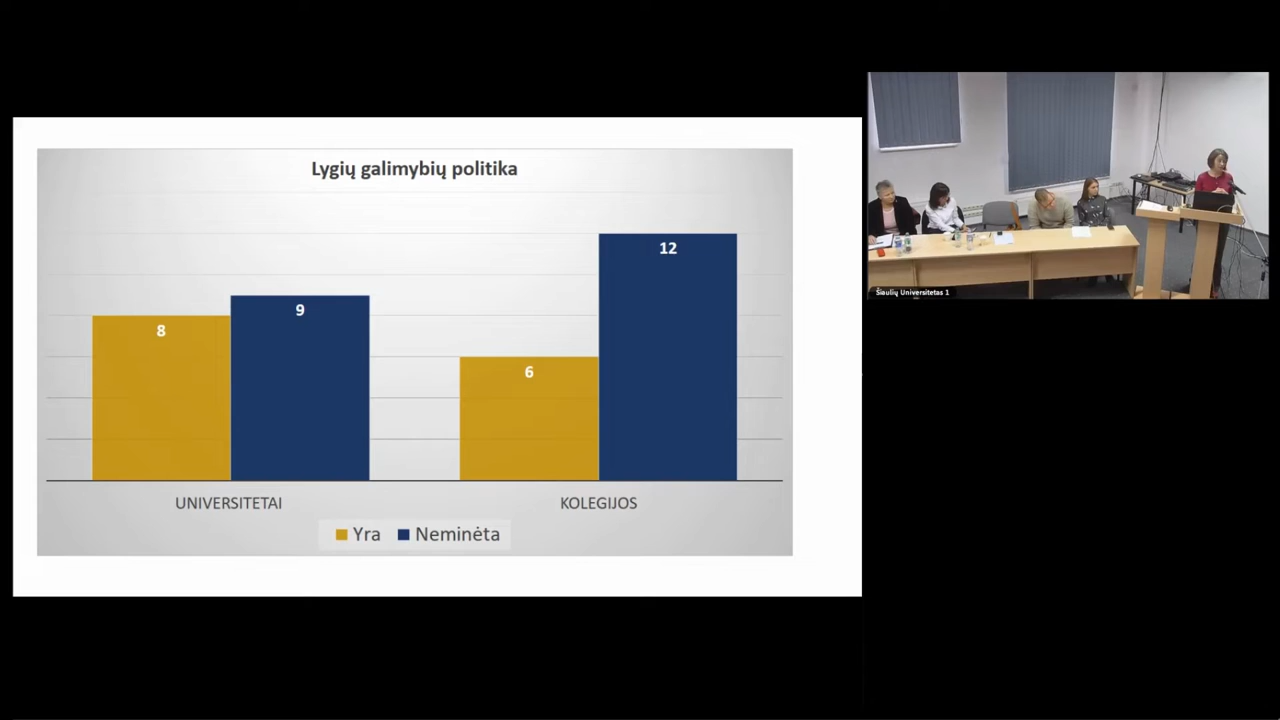 Lygių galimybių politika
8
9
6
12
UNIVERSITETAI
KOLEGIJOS
Yra
Neminėta
Šiaulių Universitetas 1